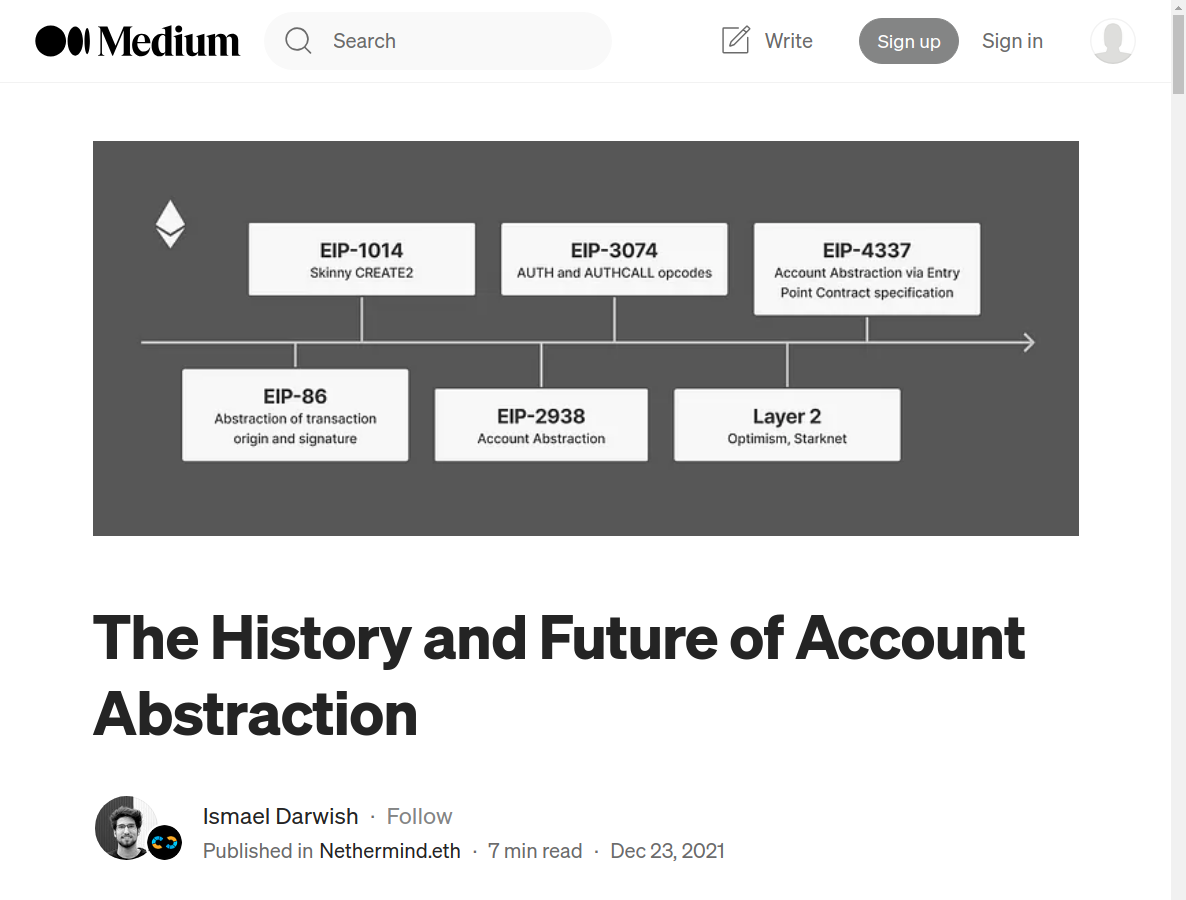 Medium
Search
Write
Sign up
Sign in
EIP-1014
Skinny CREATE2
EIP-3074
AUTH and AUTHCALL opcodes
EIP-4337
Account Abstraction via Entry
Point Contract specification
EIP-86
Abstraction of transaction
origin and signature
EIP-2938
Account Abstraction
Layer 2
Optimism, Starknet
The History and Future of Account
Abstraction
Ismael Darwish · Follow
Published in Nethermind.eth · 7 min read · Dec 23, 2021